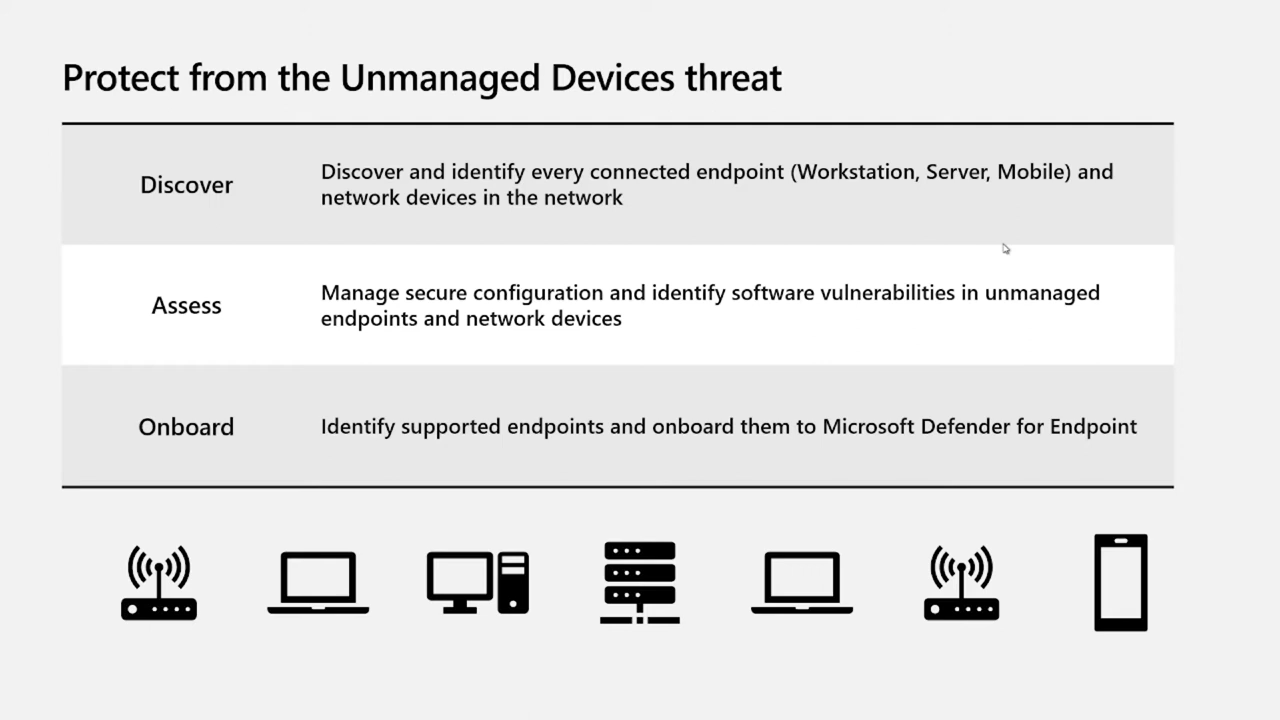 Protect from the Unmanaged Devices threat
Discover
Discover and identify every connected endpoint (Workstation, Server, Mobile) and
network devices in the network
Assess
Manage secure configuration and identify software vulnerabilities in unmanaged
endpoints and network devices
Onboard
Identify supported endpoints and onboard them to Microsoft Defender for Endpoint